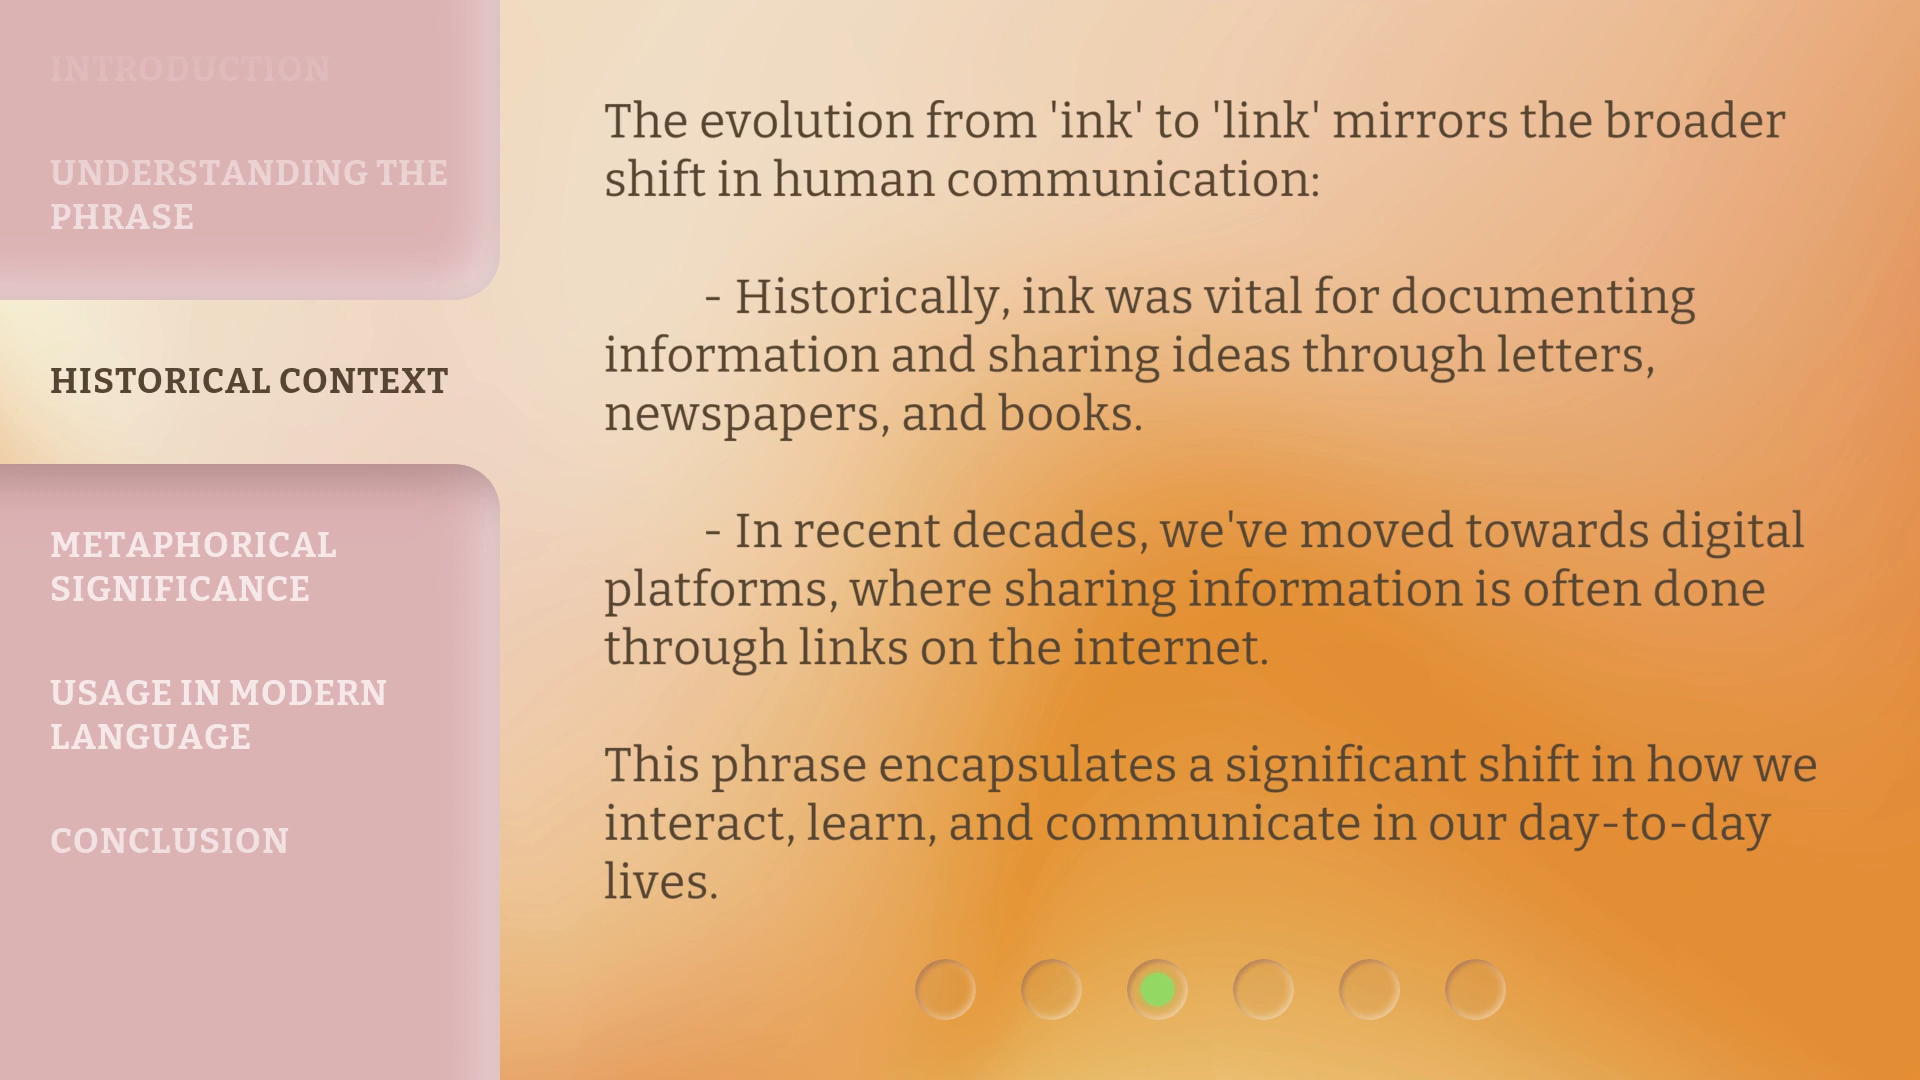 INTRODUCTION
UNDERSTANDING THE
PHRASE
HISTORICAL CONTEXT
METAPHORICAL
SIGNIFICANCE
USAGE IN MODERN
LANGUAGE
CONCLUSION
The evolution from 'ink' to 'link' mirrors the broader
shift in human communication:
- Historically, ink was vital for documenting
information and sharing ideas through letters,
newspapers, and books.
- In recent decades, we've moved towards digital
platforms, where sharing information is often done
through links on the internet.
This phrase encapsulates a significant shift in how we
interact, learn, and communicate in our day-to-day
lives.